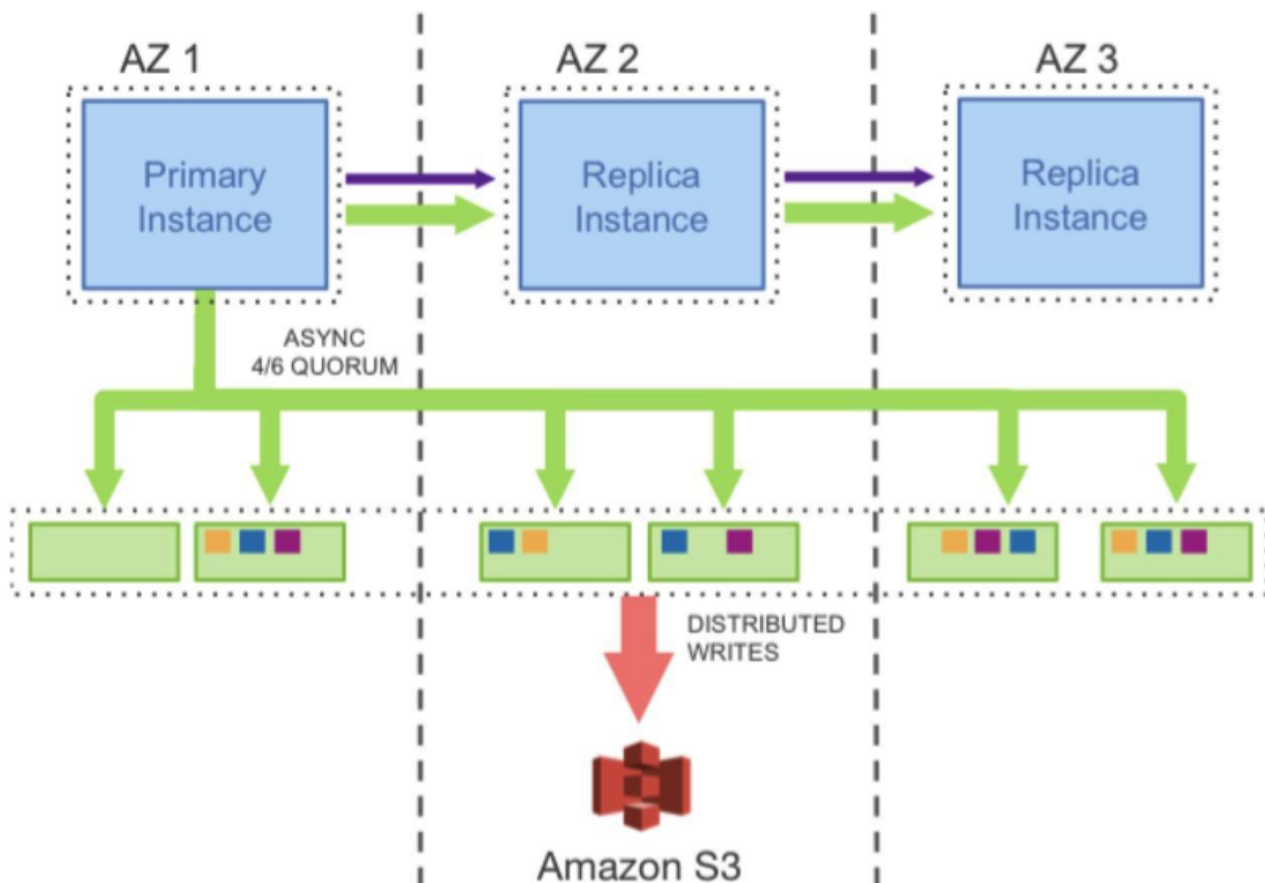 AZ 1
AZ 2
AZ 3
Primary
Instance
Replica
Instance
Replica
Instance
ASYNC
4/6 QUORUM
DISTRIBUTED
WRITES
Amazon S3